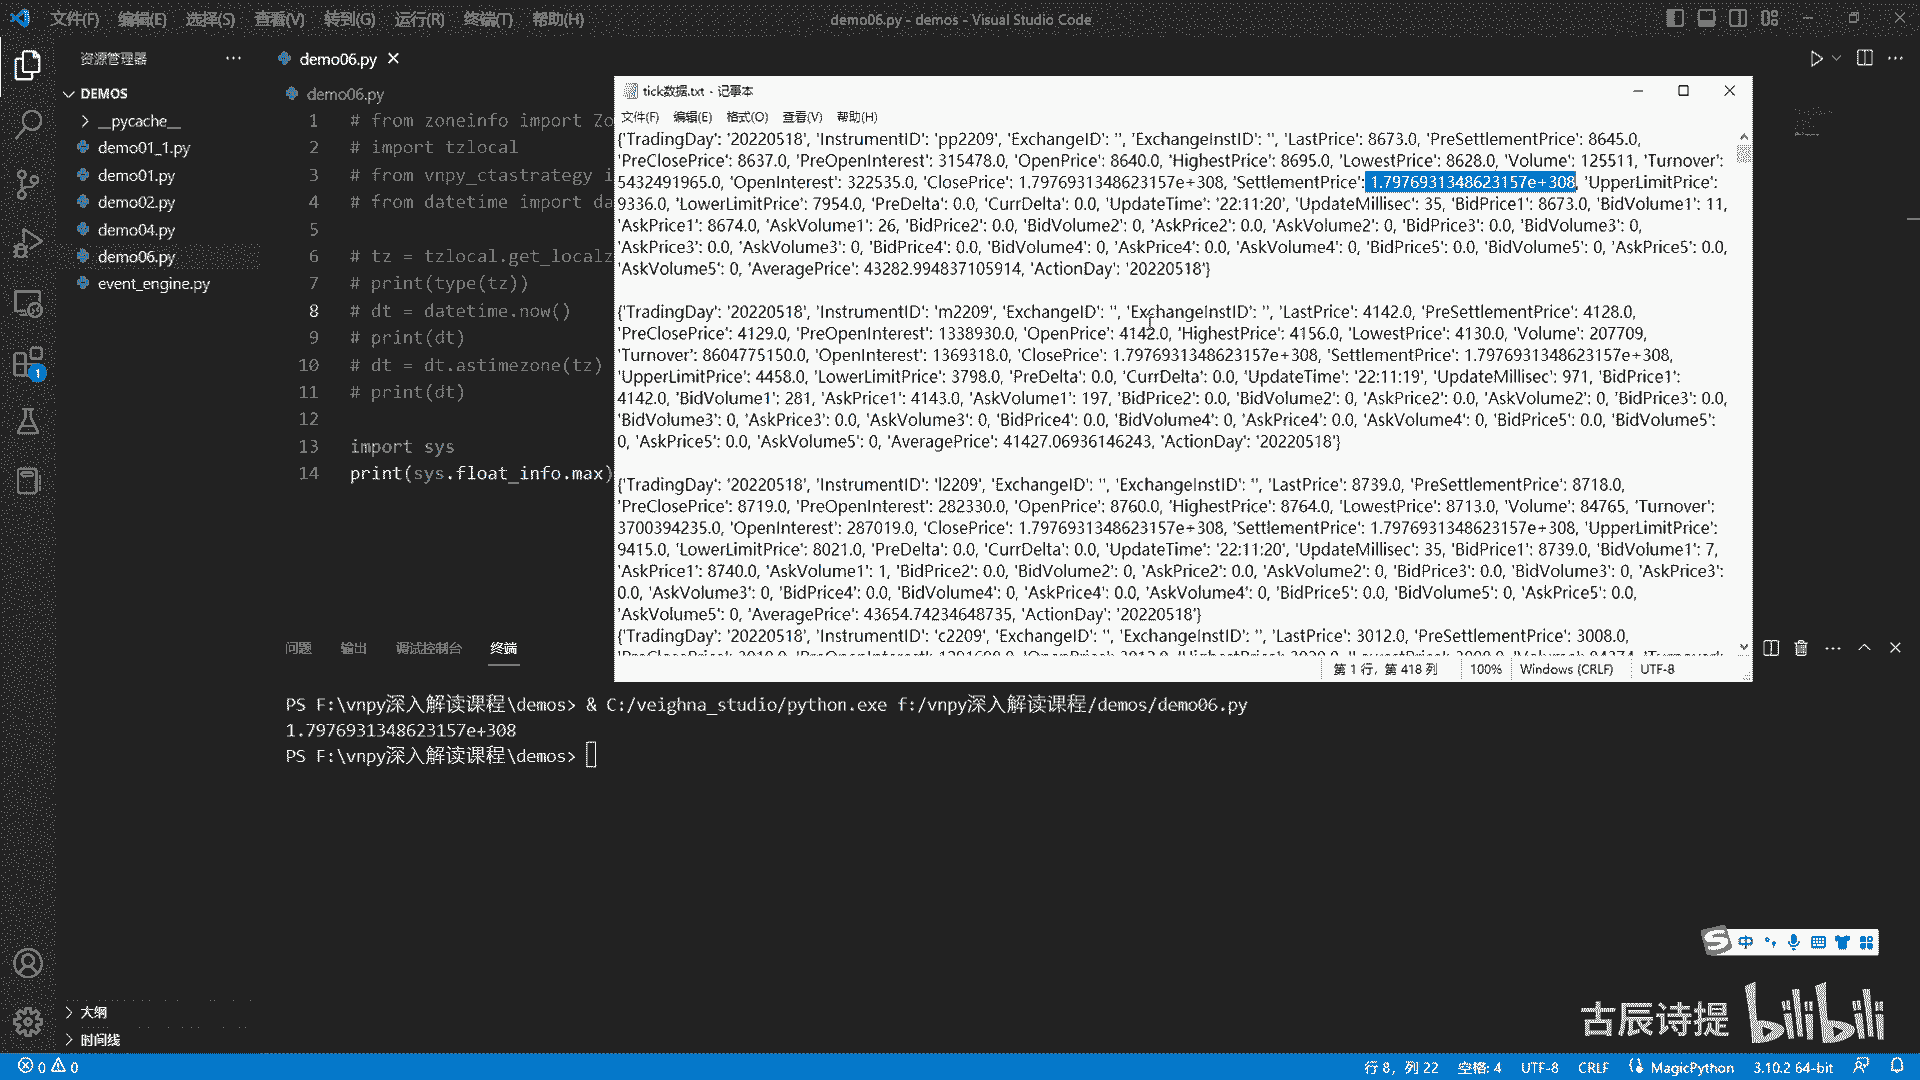 文件(F) 编辑(E) 选择(S) 查看(V) 转到(G) 运行(R) 终端(T) 帮助(H) demo06.py - demos - Visual Studio Code
资源管理器
demo06.py
DEMOS
__pycache__
demo01_1.py
demo01.py
demo02.py
demo04.py
demo06.py
event_engine.py
大纲
时间线
demo06.py
1 # from zoneinfo import Zo
2 # import tzlocal
3 # from vnpy_ctastrategy i
4 # from datetime import da
5
6 # tz = tzlocal.get_localz
7 # print(type(tz))
8 # dt = datetime.now()
9 # print(dt)
10 # dt = dt.astimezone(tz)
11 # print(dt)
12
13 import sys
14 print(sys.float_info.max)
tick数据.txt - 记事本
文件(F) 编辑(E) 格式(O) 查看(V) 帮助(H)
{'TradingDay': '20220518', 'InstrumentID': 'pp2209', 'ExchangeID': '', 'ExchangeInstID': '', 'LastPrice': 8673.0, 'PreSettlementPrice': 8645.0,
'PreClosePrice': 8637.0, 'PreOpenInterest': 315478.0, 'OpenPrice': 8640.0, 'HighestPrice': 8695.0, 'LowestPrice': 8628.0, 'Volume': 125511, 'Turnover':
5432491965.0, 'OpenInterest': 322535.0, 'ClosePrice': 1.7976931348623157e+308, 'SettlementPrice': 1.7976931348623157e+308, 'UpperLimitPrice':
9336.0, 'LowerLimitPrice': 7954.0, 'PreDelta': 0.0, 'CurrDelta': 0.0, 'UpdateTime': '22:11:20', 'UpdateMillisec': 35, 'BidPrice1': 8673.0, 'BidVolume1': 11,
'AskPrice1': 8674.0, 'AskVolume1': 26, 'BidPrice2': 0.0, 'BidVolume2': 0, 'AskPrice2': 0.0, 'AskVolume2': 0, 'BidPrice3': 0.0, 'BidVolume3': 0,
'AskPrice3': 0.0, 'AskVolume3': 0, 'BidPrice4': 0.0, 'BidVolume4': 0, 'AskPrice4': 0.0, 'AskVolume4': 0, 'BidPrice5': 0.0, 'BidVolume5': 0, 'AskPrice5': 0.0,
'AskVolume5': 0, 'AveragePrice': 43282.994837105914, 'ActionDay': '20220518'}
{'TradingDay': '20220518', 'InstrumentID': 'm2209', 'ExchangeID': '', 'ExchangeInstID': '', 'LastPrice': 4142.0, 'PreSettlementPrice': 4128.0,
'PreClosePrice': 4129.0, 'PreOpenInterest': 1338930.0, 'OpenPrice': 4142.0, 'HighestPrice': 4156.0, 'LowestPrice': 4130.0, 'Volume': 207709,
'Turnover': 8604775150.0, 'OpenInterest': 1369318.0, 'ClosePrice': 1.7976931348623157e+308, 'SettlementPrice': 1.7976931348623157e+308,
'UpperLimitPrice': 4458.0, 'LowerLimitPrice': 3798.0, 'PreDelta': 0.0, 'CurrDelta': 0.0, 'UpdateTime': '22:11:19', 'UpdateMillisec': 971, 'BidPrice1':
4142.0, 'BidVolume1': 281, 'AskPrice1': 4143.0, 'AskVolume1': 197, 'BidPrice2': 0.0, 'BidVolume2': 0, 'AskPrice2': 0.0, 'AskVolume2': 0, 'BidPrice3': 0.0,
'BidVolume3': 0, 'AskPrice3': 0.0, 'AskVolume3': 0, 'BidPrice4': 0.0, 'BidVolume4': 0, 'AskPrice4': 0.0, 'AskVolume4': 0, 'BidPrice5': 0.0, 'BidVolume5':
0, 'AskPrice5': 0.0, 'AskVolume5': 0, 'AveragePrice': 41427.06936146243, 'ActionDay': '20220518'}
{'TradingDay': '20220518', 'InstrumentID': 'l2209', 'ExchangeID': '', 'ExchangeInstID': '', 'LastPrice': 8739.0, 'PreSettlementPrice': 8718.0,
'PreClosePrice': 8719.0, 'PreOpenInterest': 282330.0, 'OpenPrice': 8760.0, 'HighestPrice': 8764.0, 'LowestPrice': 8713.0, 'Volume': 84765, 'Turnover':
3700394235.0, 'OpenInterest': 287019.0, 'ClosePrice': 1.7976931348623157e+308, 'SettlementPrice': 1.7976931348623157e+308, 'UpperLimitPrice':
9415.0, 'LowerLimitPrice': 8021.0, 'PreDelta': 0.0, 'CurrDelta': 0.0, 'UpdateTime': '22:11:20', 'UpdateMillisec': 35, 'BidPrice1': 8739.0, 'BidVolume1': 7,
'AskPrice1': 8740.0, 'AskVolume1': 1, 'BidPrice2': 0.0, 'BidVolume2': 0, 'AskPrice2': 0.0, 'AskVolume2': 0, 'BidPrice3': 0.0, 'BidVolume3': 0, 'AskPrice3':
0.0, 'AskVolume3': 0, 'BidPrice4': 0.0, 'BidVolume4': 0, 'AskPrice4': 0.0, 'AskVolume4': 0, 'BidPrice5': 0.0, 'BidVolume5': 0, 'AskPrice5': 0.0,
'AskVolume5': 0, 'AveragePrice': 43654.74234648735, 'ActionDay': '20220518'}
{'TradingDay': '20220518', 'InstrumentID': 'c2209', 'ExchangeID': '', 'ExchangeInstID': '', 'LastPrice': 3012.0, 'PreSettlementPrice': 3008.0,
第 1 行，第 418 列 100% Windows (CRLF) UTF-8
问题 输出 调试控制台 终端
PS F:\vnpy深入解读课程\demos> & C:/veighna_studio/python.exe f:/vnpy深入解读课程/demos/demo06.py
1.7976931348623157e+308
PS F:\vnpy深入解读课程\demos>
中
古辰诗提 bilibili
0 0 行 8，列 22 空格: 4 UTF-8 CRLF MagicPython 3.10.2 64-bit